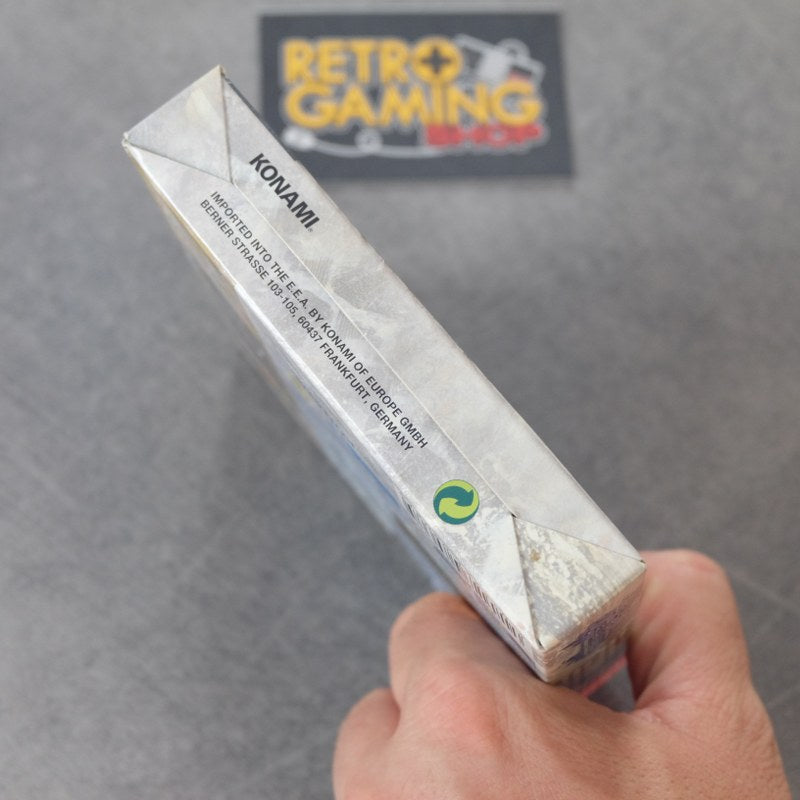 RETRO
GAMING
SHOP
KONAMI®
IMPORTED INTO THE E.E.A. BY KONAMI OF EUROPE GMBH
BERNER STRASSE 103-105, 60437 FRANKFURT, GERMANY